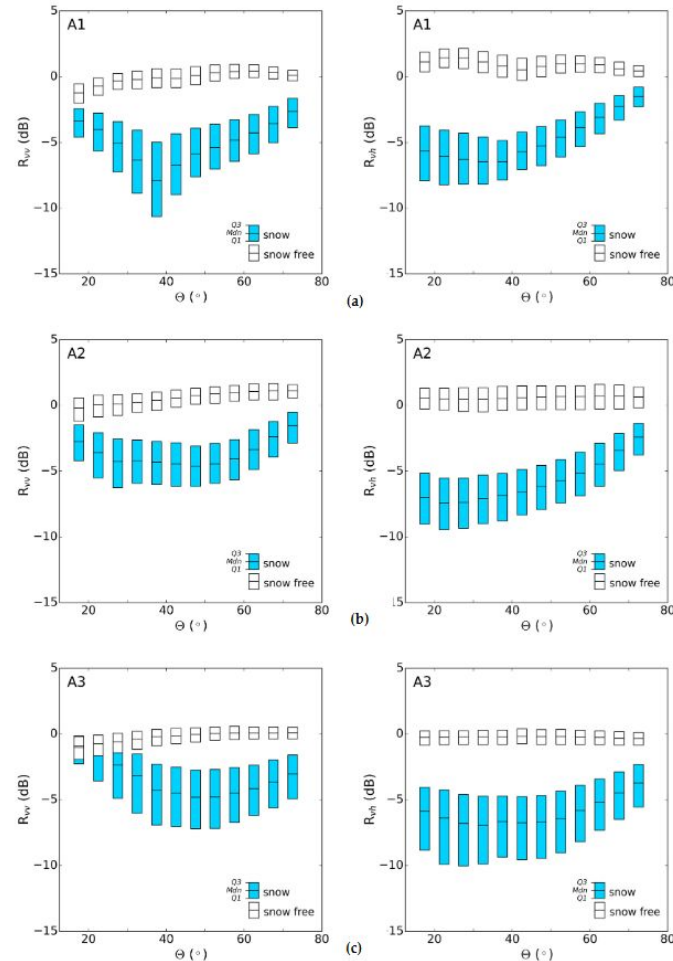 A1
5
0
−5
−10
−15
R_vv (dB)
20 40 60 80
Θ (°)
Q3
Mdn
Q1
snow
snow free
A1
5
0
−5
−10
−15
R_vh (dB)
20 40 60 80
Θ (°)
Q3
Mdn
Q1
snow
snow free
(a)
A2
5
0
−5
−10
−15
R_vv (dB)
20 40 60 80
Θ (°)
Q3
Mdn
Q1
snow
snow free
A2
5
0
−5
−10
−15
R_vh (dB)
20 40 60 80
Θ (°)
Q3
Mdn
Q1
snow
snow free
(b)
A3
5
0
−5
−10
−15
R_vv (dB)
20 40 60 80
Θ (°)
Q3
Mdn
Q1
snow
snow free
A3
5
0
−5
−10
−15
R_vh (dB)
20 40 60 80
Θ (°)
Q3
Mdn
Q1
snow
snow free
(c)